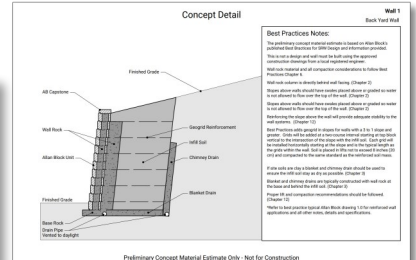 Concept Detail
Wall 1
Back Yard Wall
Finished Grade
AB Capstone
Wall Rock
Allan Block Unit
Finished Grade
Base Rock
Drain Pipe
Vented to daylight
Geogrid Reinforcement
Infill Soil
Chimney Drain
Blanket Drain
Best Practices Notes:
The preliminary concept material estimate is based on Allan Block's
published Best Practices for SRW Design and information provided.
This is not a design and wall must be built using the approved
construction drawings from a local registered engineer.
Wall rock material and all compaction considerations to follow Best
Practices Chapter 6.
Wall rock column is directly behind wall facing. (Chapter 2)
Slopes above walls should have swales placed above or graded so water
is not allowed to flow over the top of the wall. (Chapter 2)
Slopes above walls should have swales placed above or graded so water
is not allowed to flow over the top of the wall. (Chapter 2)
Reinforcing the slope above the wall will provide adequate stability to the
wall systems. (Chapter 12)
Best Practices adds geogrid in slopes for walls with a 3 to 1 slope and
greater. Grids will be added at a two-course interval starting at top block
vertical to the intersection of the slope with the infill soil. Each grid will
be installed horizontally starting at the slope and is the typical length as
the grids within the wall. Soil is placed in lifts not to exceed 8 inches (20
cm) and compacted to the same standard as the reinforced soil mass.
If site soils are clay a blanket and chimney drain should be used to
ensure the infill soil stay as dry as possible. (Chapter 3)
Blanket and chimney drains are typically constructed with wall rock at
the base and behind the infill soil. (Chapter 3)
Proper fill and compaction recommendations should be followed.
(Chapter 12)
*Refer to best practice typical Allan Block drawing 1.0 for reinforced wall
applications and all other notes, details and specifications.
Preliminary Concept Material Estimate Only - Not for Construction